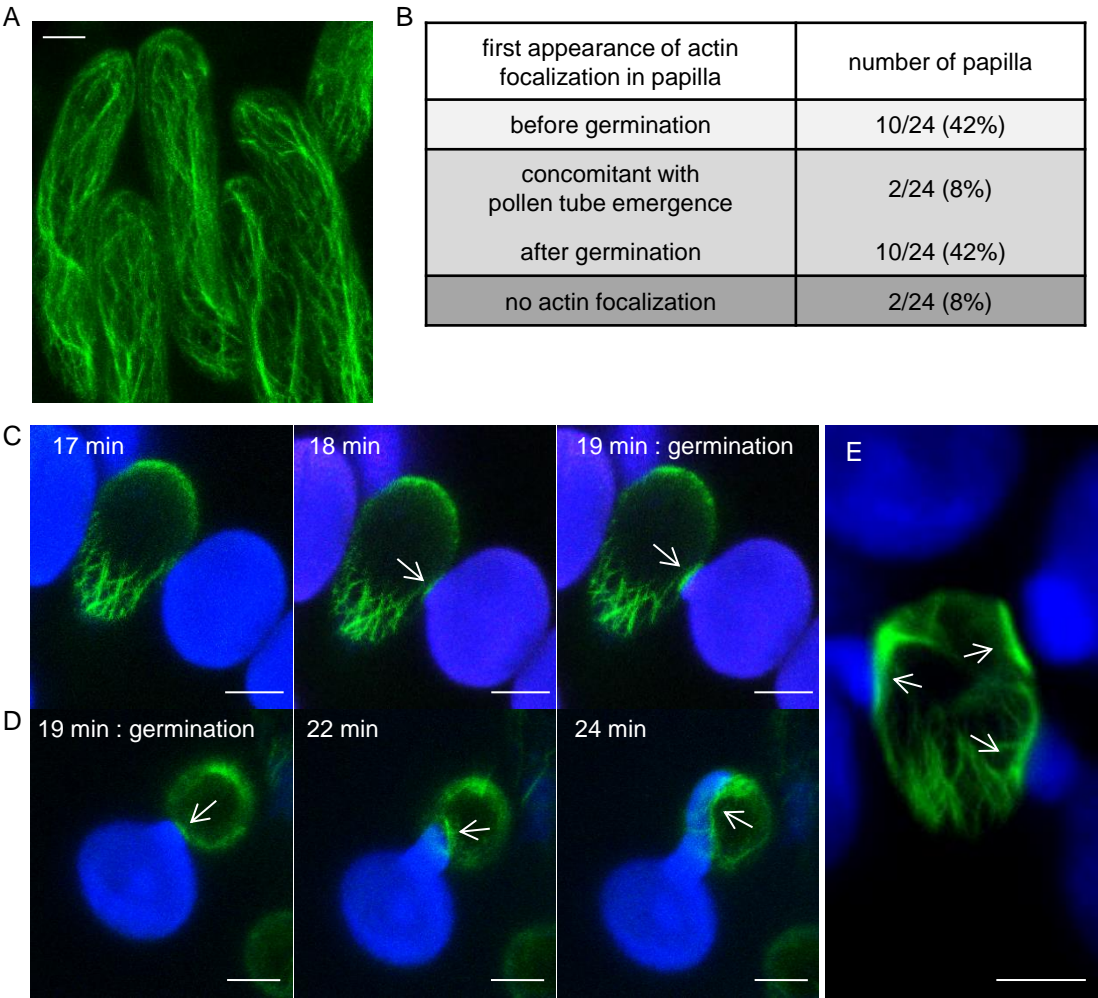 A
B
first appearance of actin
focalization in papilla
number of papilla
before germination
10/24 (42%)
concomitant with
pollen tube emergence
2/24 (8%)
after germination
10/24 (42%)
no actin focalization
2/24 (8%)
C
17 min
18 min
19 min : germination
E
D
19 min : germination
22 min
24 min